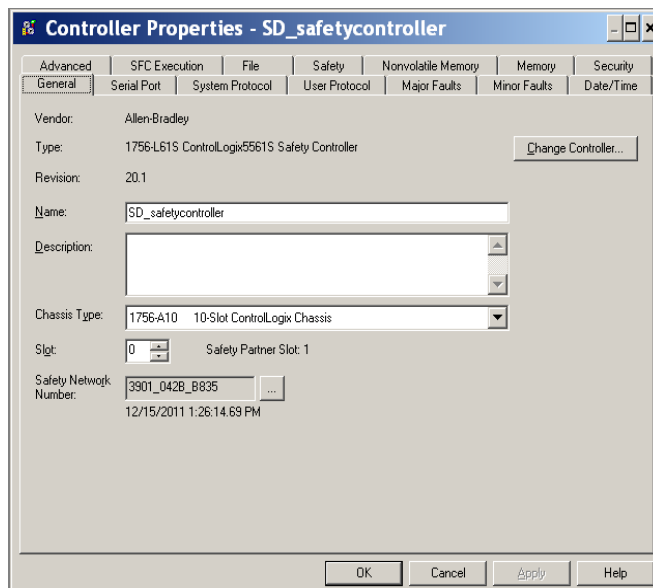 Controller Properties - SD_safetycontroller
Advanced SFC Execution File Safety Nonvolatile Memory Memory Security
General Serial Port System Protocol User Protocol Major Faults Minor Faults Date/Time
Vendor: Allen-Bradley
Type: 1756-L61S ControlLogix5561S Safety Controller Change Controller...
Revision: 20.1
Name: SD_safetycontroller
Description:
Chassis Type: 1756-A10 10-Slot ControlLogix Chassis
Slot: 0 Safety Partner Slot: 1
Safety Network
Number: 3901_042B_B835 ...
12/15/2011 1:26:14.69 PM
OK Cancel Apply Help